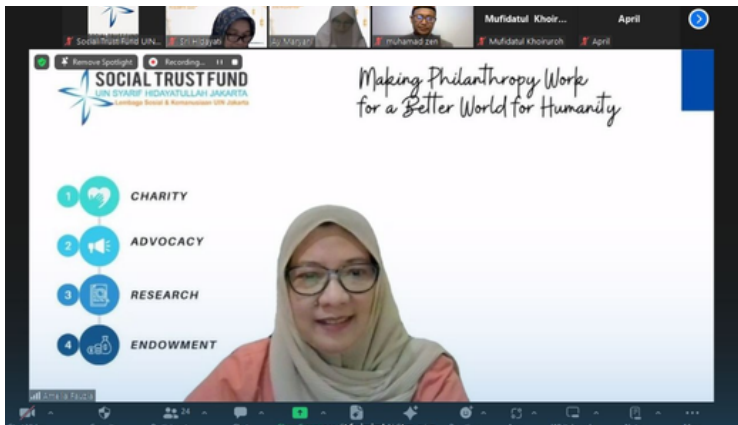 Mufidatul Khoir...
April
Social Trust Fund UIN...
Sri Hidayati
Ay Maryani
muhamad zen
Mufidatul Khoiruroh
April
Remove Spotlight
Recording...
SOCIAL TRUST FUND
UIN SYARIF HIDAYATULLAH JAKARTA
Lembaga Sosial & Kemanusiaan UIN Jakarta
Making Philanthropy Work
for a Better World for Humanity
1 CHARITY
2 ADVOCACY
3 RESEARCH
4 ENDOWMENT
Amelia Fauzia
24